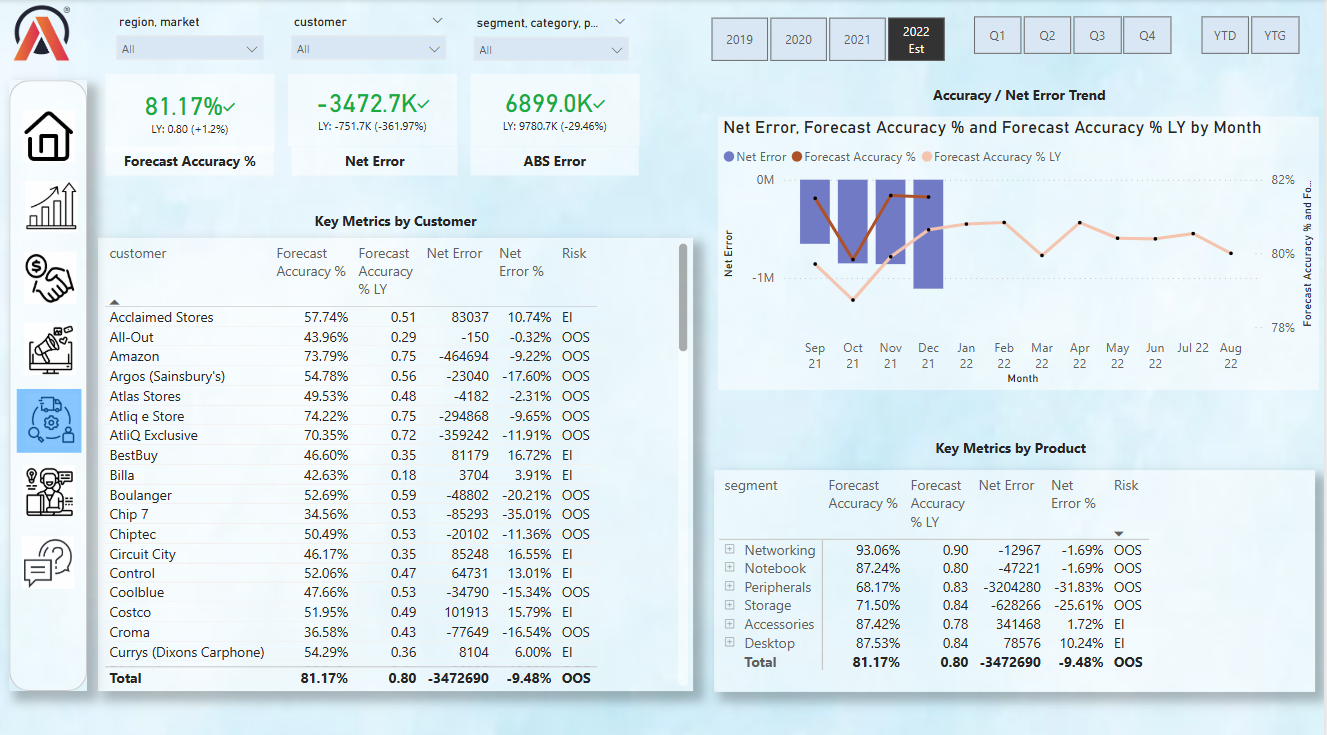 region, market
customer
segment, category, p...
All
All
All
2019
2020
2021
2022
Est
Q1
Q2
Q3
Q4
YTD
YTG
81.17%
LY: 0.80 (+1.2%)
Forecast Accuracy %
-3472.7K
LY: -751.7K (-361.97%)
Net Error
6899.0K
LY: 9780.7K (-29.46%)
ABS Error
Accuracy / Net Error Trend
Net Error, Forecast Accuracy % and Forecast Accuracy % LY by Month
Net Error Forecast Accuracy % Forecast Accuracy % LY
Net Error
0M
-1M
82%
80%
78%
Forecast Accuracy % and Fo...
Sep 21
Oct 21
Nov 21
Dec 21
Jan 22
Feb 22
Mar 22
Apr 22
May 22
Jun 22
Jul 22
Aug 22
Month
Key Metrics by Customer
customer Forecast Accuracy % Forecast Accuracy % LY Net Error Net Error % Risk
Acclaimed Stores 57.74% 0.51 83037 10.74% EI
All-Out 43.96% 0.29 -150 -0.32% OOS
Amazon 73.79% 0.75 -464694 -9.22% OOS
Argos (Sainsbury's) 54.78% 0.56 -23040 -17.60% OOS
Atlas Stores 49.53% 0.48 -4182 -2.31% OOS
Atliq e Store 74.22% 0.75 -294868 -9.65% OOS
AtliQ Exclusive 70.35% 0.72 -359242 -11.91% OOS
BestBuy 46.60% 0.35 81179 16.72% EI
Billa 42.63% 0.18 3704 3.91% EI
Boulanger 52.69% 0.59 -48802 -20.21% OOS
Chip 7 34.56% 0.53 -85293 -35.01% OOS
Chiptec 50.49% 0.53 -20102 -11.36% OOS
Circuit City 46.17% 0.35 85248 16.55% EI
Control 52.06% 0.47 64731 13.01% EI
Coolblue 47.66% 0.53 -34790 -15.34% OOS
Costco 51.95% 0.49 101913 15.79% EI
Croma 36.58% 0.43 -77649 -16.54% OOS
Currys (Dixons Carphone) 54.29% 0.36 8104 6.00% EI
Total 81.17% 0.80 -3472690 -9.48% OOS
Key Metrics by Product
segment Forecast Accuracy % Forecast Accuracy % LY Net Error Net Error % Risk
Networking 93.06% 0.90 -12967 -1.69% OOS
Notebook 87.24% 0.80 -47221 -1.69% OOS
Peripherals 68.17% 0.83 -3204280 -31.83% OOS
Storage 71.50% 0.84 -628266 -25.61% OOS
Accessories 87.42% 0.78 341468 1.72% EI
Desktop 87.53% 0.84 78576 10.24% EI
Total 81.17% 0.80 -3472690 -9.48% OOS